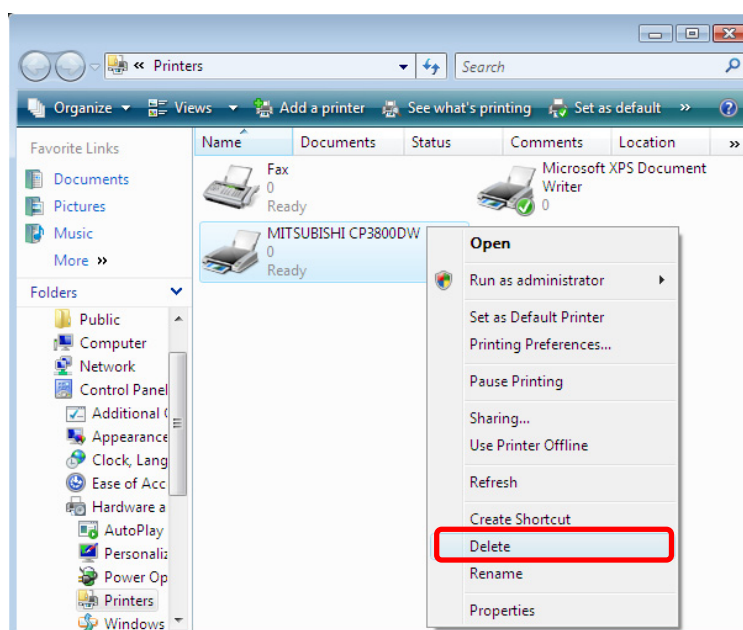 « Printers
Search
Organize Views Add a printer See what's printing Set as default »
Favorite Links
Documents
Pictures
Music
More »
Folders
Public
Computer
Network
Control Panel
Additional (
Appearance
Clock, Lang
Ease of Acc
Hardware a
AutoPlay
Personaliz
Power Op
Printers
Windows
Name Documents Status Comments Location »
Fax
0
Ready
Microsoft XPS Document
Writer
0
MITSUBISHI CP3800DW
0
Ready
Open
Run as administrator
Set as Default Printer
Printing Preferences...
Pause Printing
Sharing...
Use Printer Offline
Refresh
Create Shortcut
Delete
Rename
Properties